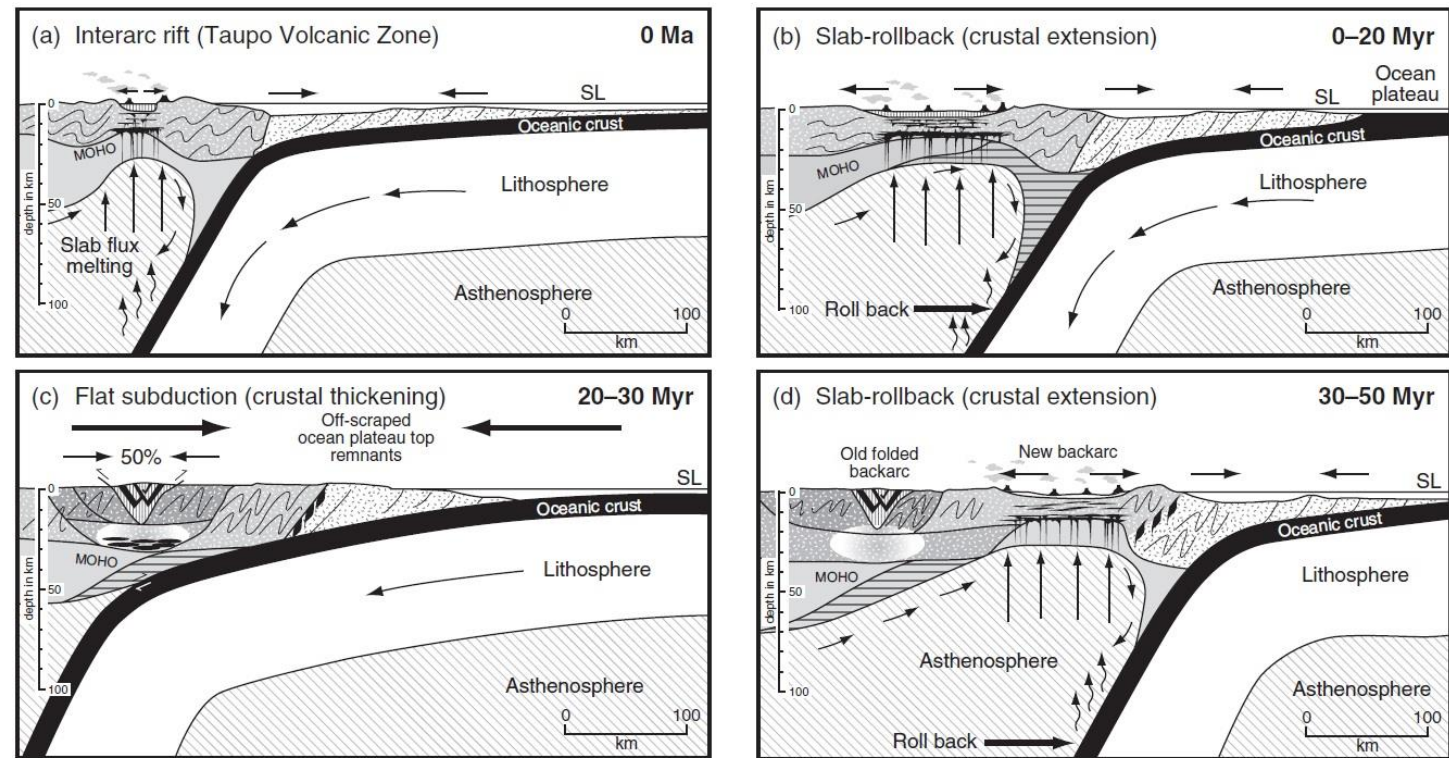 (a) Interarc rift (Taupo Volcanic Zone) 0 Ma
SL
0
Oceanic crust
MOHO
depth in km
Lithosphere
50
Slab flux
melting
Asthenosphere
100
0 100
km
(b) Slab-rollback (crustal extension) 0–20 Myr
Ocean
plateau
SL
0
Oceanic crust
MOHO
depth in km
Lithosphere
50
Asthenosphere
100
Roll back
0 100
km
(c) Flat subduction (crustal thickening) 20–30 Myr
Off-scraped
ocean plateau top
remnants
50%
SL
0
Oceanic crust
MOHO
depth in km
Lithosphere
50
Asthenosphere
100
0 100
km
(d) Slab-rollback (crustal extension) 30–50 Myr
Old folded
backarc
New backarc
SL
0
Oceanic crust
MOHO
depth in km
Lithosphere
50
Asthenosphere
100
Asthenosphere
0 100
km
Roll back